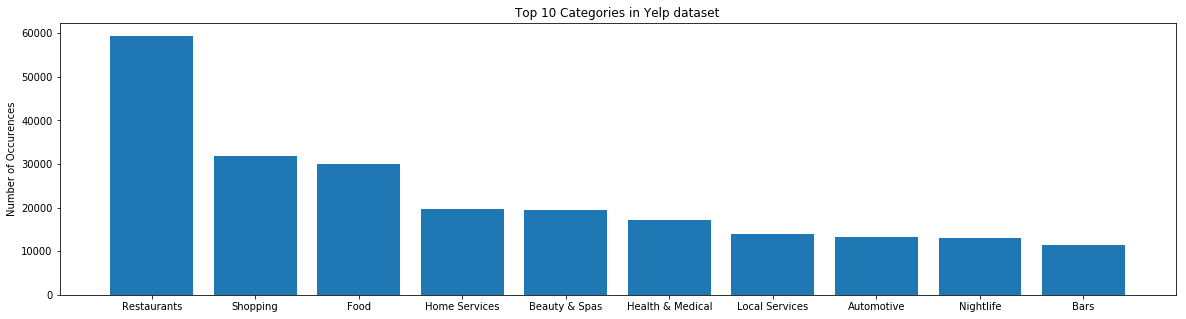 Top 10 Categories in Yelp dataset
Number of Occurences
60000
50000
40000
30000
20000
10000
0
Restaurants Shopping Food Home Services Beauty & Spas Health & Medical Local Services Automotive Nightlife Bars